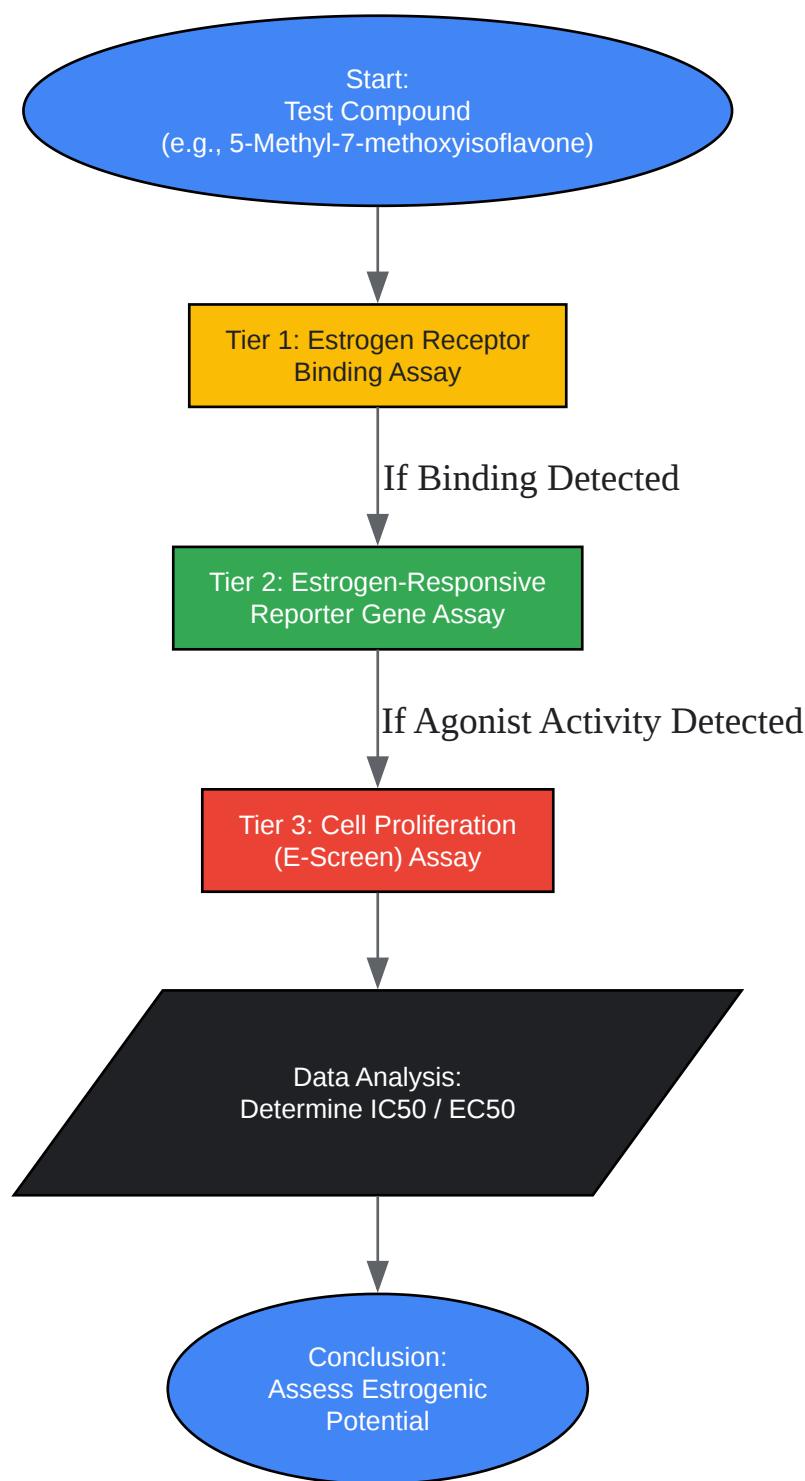 Start:
Test Compound
(e.g., 5-Methyl-7-methoxyisoflavone)
Tier 1: Estrogen Receptor
Binding Assay
If Binding Detected
Tier 2: Estrogen-Responsive
Reporter Gene Assay
If Agonist Activity Detected
Tier 3: Cell Proliferation
(E-Screen) Assay
Data Analysis:
Determine IC50 / EC50
Conclusion:
Assess Estrogenic
Potential